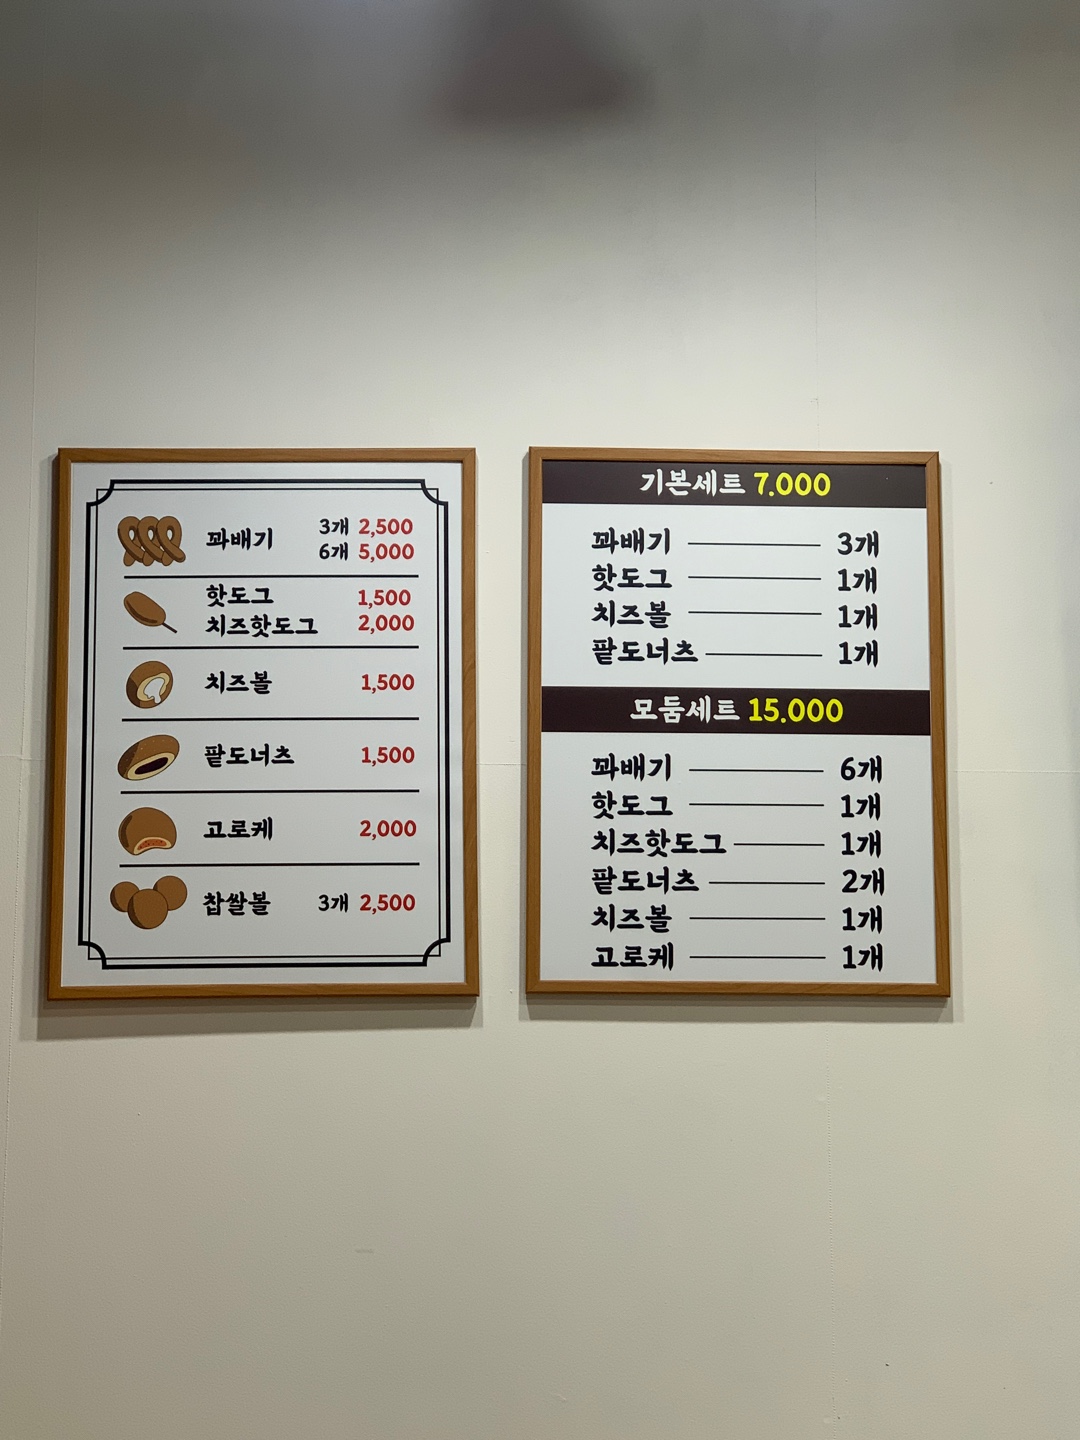 꽈배기 3개 2,500
6개 5,000
핫도그 1,500
치즈핫도그 2,000
치즈볼 1,500
팥도너츠 1,500
고로케 2,000
찹쌀볼 3개 2,500
기본세트 7.000
꽈배기 3개
핫도그 1개
치즈볼 1개
팥도너츠 1개
모둠세트 15.000
꽈배기 6개
핫도그 1개
치즈핫도그 1개
팥도너츠 2개
치즈볼 1개
고로케 1개